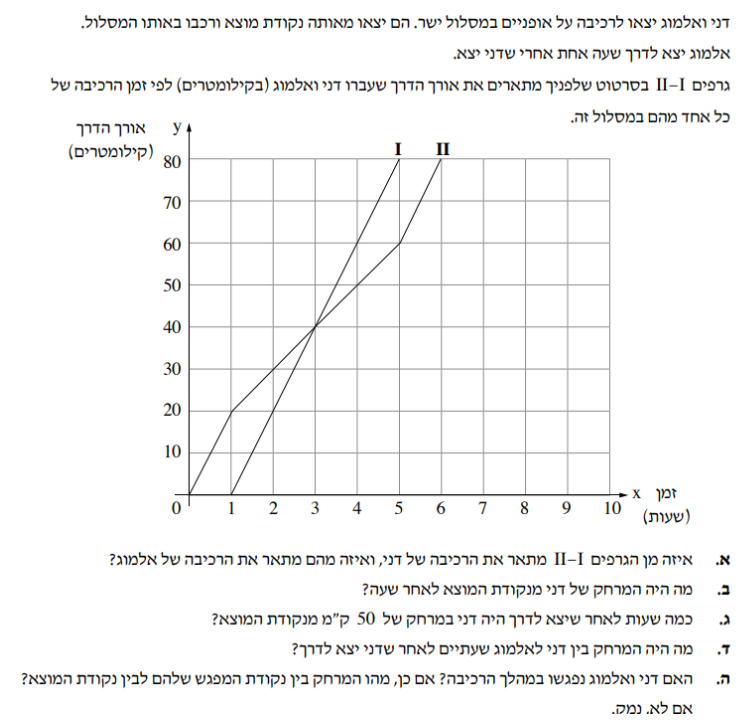 דני ואלמוג יצאו לרכיבה על אופניים במסלול ישר. הם יצאו מאותה נקודת מוצא ורכבו באותו המסלול.
אלמוג יצא לדרך שעה אחת אחרי שדני יצא.
גרפים I–II בסרטוט שלפניך מתארים את אורך הדרך שעברו דני ואלמוג (בקילומטרים) לפי זמן הרכיבה של
כל אחד מהם במסלול זה.
אורך הדרך y
(קילומטרים)
I II
80
70
60
50
40
30
20
10
0 1 2 3 4 5 6 7 8 9 10
x זמן
(שעות)
א. איזה מן הגרפים I–II מתאר את הרכיבה של דני, ואיזה מהם מתאר את הרכיבה של אלמוג?
ב. מה היה המרחק של דני מנקודת המוצא לאחר שעה?
ג. כמה שעות לאחר שיצא לדרך היה דני במרחק של 50 ק"מ מנקודת המוצא?
ד. מה היה המרחק בין דני לאלמוג שעתיים לאחר שדני יצא לדרך?
ה. האם דני ואלמוג נפגשו במהלך הרכיבה? אם כן, מהו המרחק בין נקודת המפגש שלהם לבין נקודת המוצא?
אם לא, נמק.